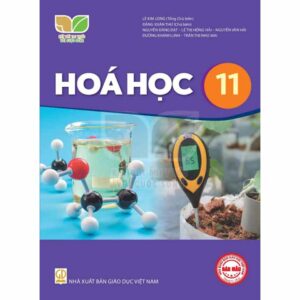 LÊ KIM LONG (Tổng Chủ biên)
ĐẶNG XUÂN THƯ (Chủ biên)
NGUYỄN ĐĂNG ĐẠT – LÊ THỊ HỒNG HẢI – NGUYỄN VĂN HẢI
ĐƯỜNG KHÁNH LINH – TRẦN THỊ NHƯ MAI
HOÁ HỌC 11
NHÀ XUẤT BẢN GIÁO DỤC VIỆT NAM